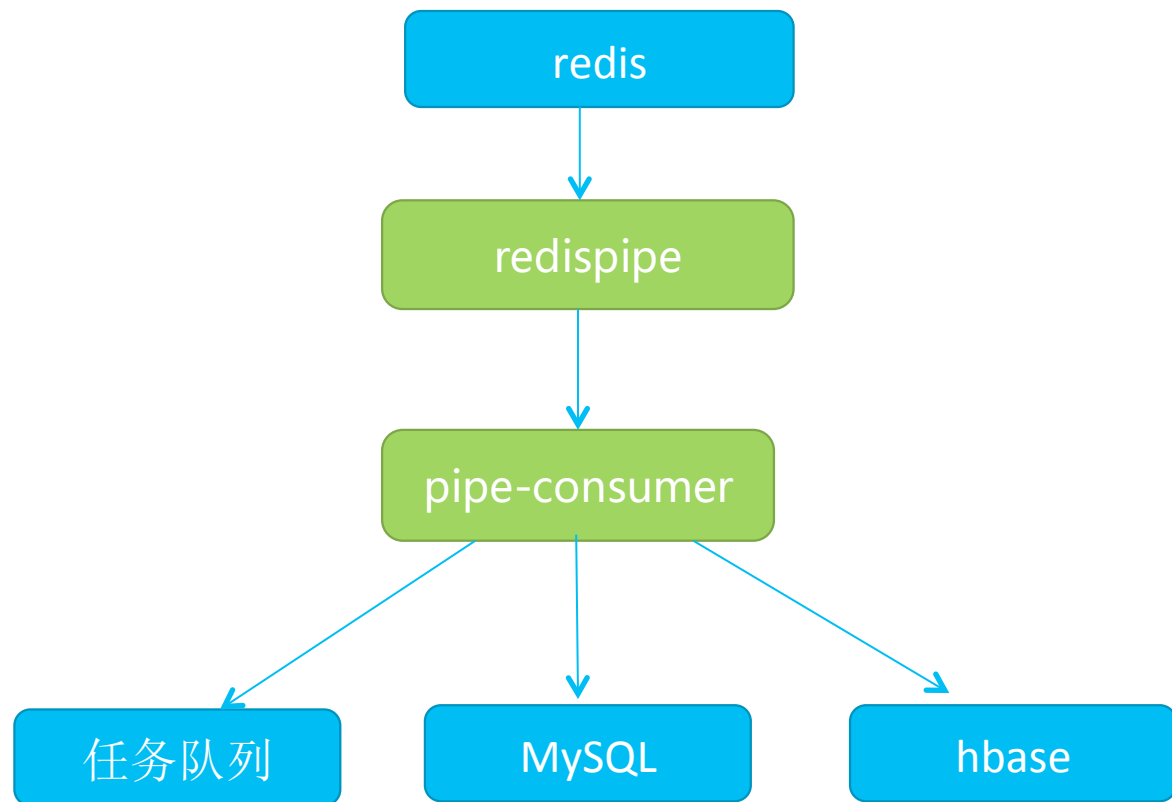 redis
redispipe
pipe-consumer
任务队列
MySQL
hbase